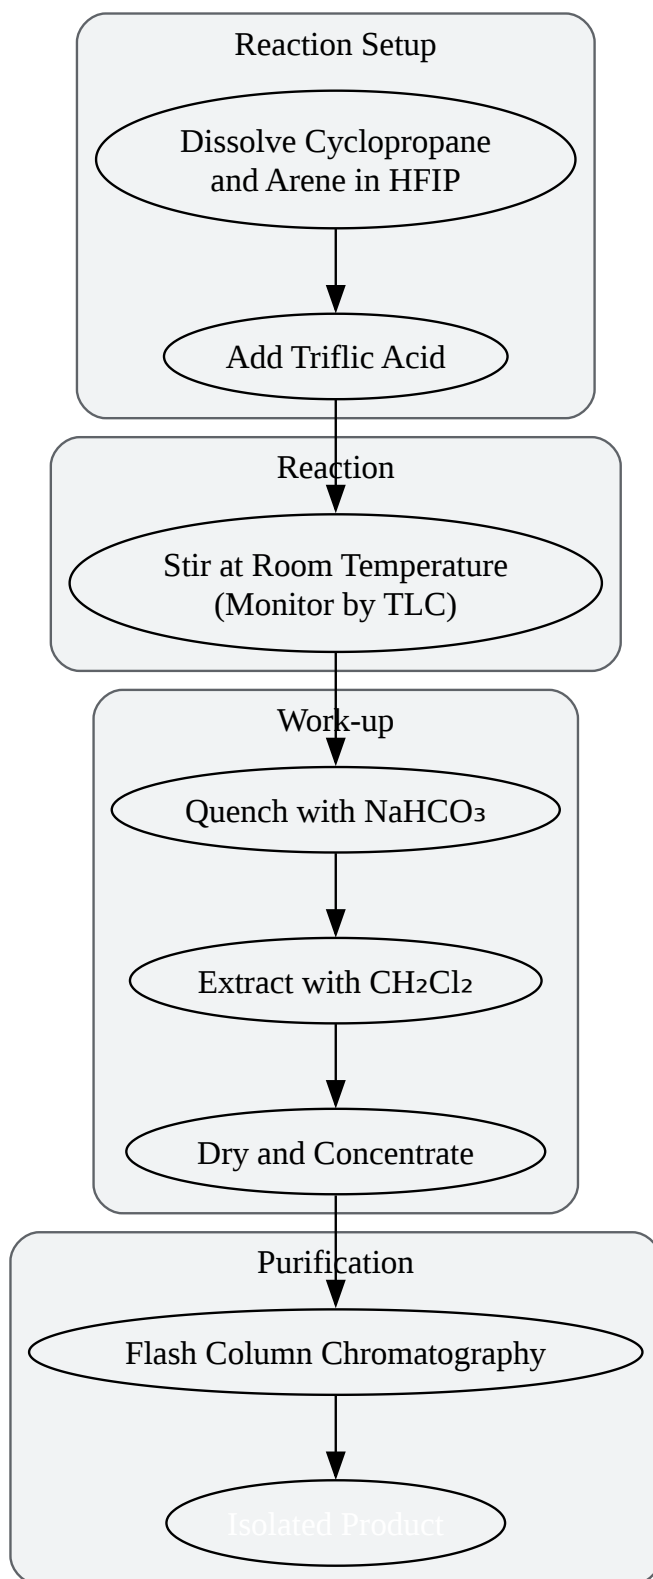 Reaction Setup
Dissolve Cyclopropane
and Arene in HFIP
Add Triflic Acid
Reaction
Stir at Room Temperature
(Monitor by TLC)
Work-up
Quench with NaHCO₃
Extract with CH₂Cl₂
Dry and Concentrate
Purification
Flash Column Chromatography
Isolated Product